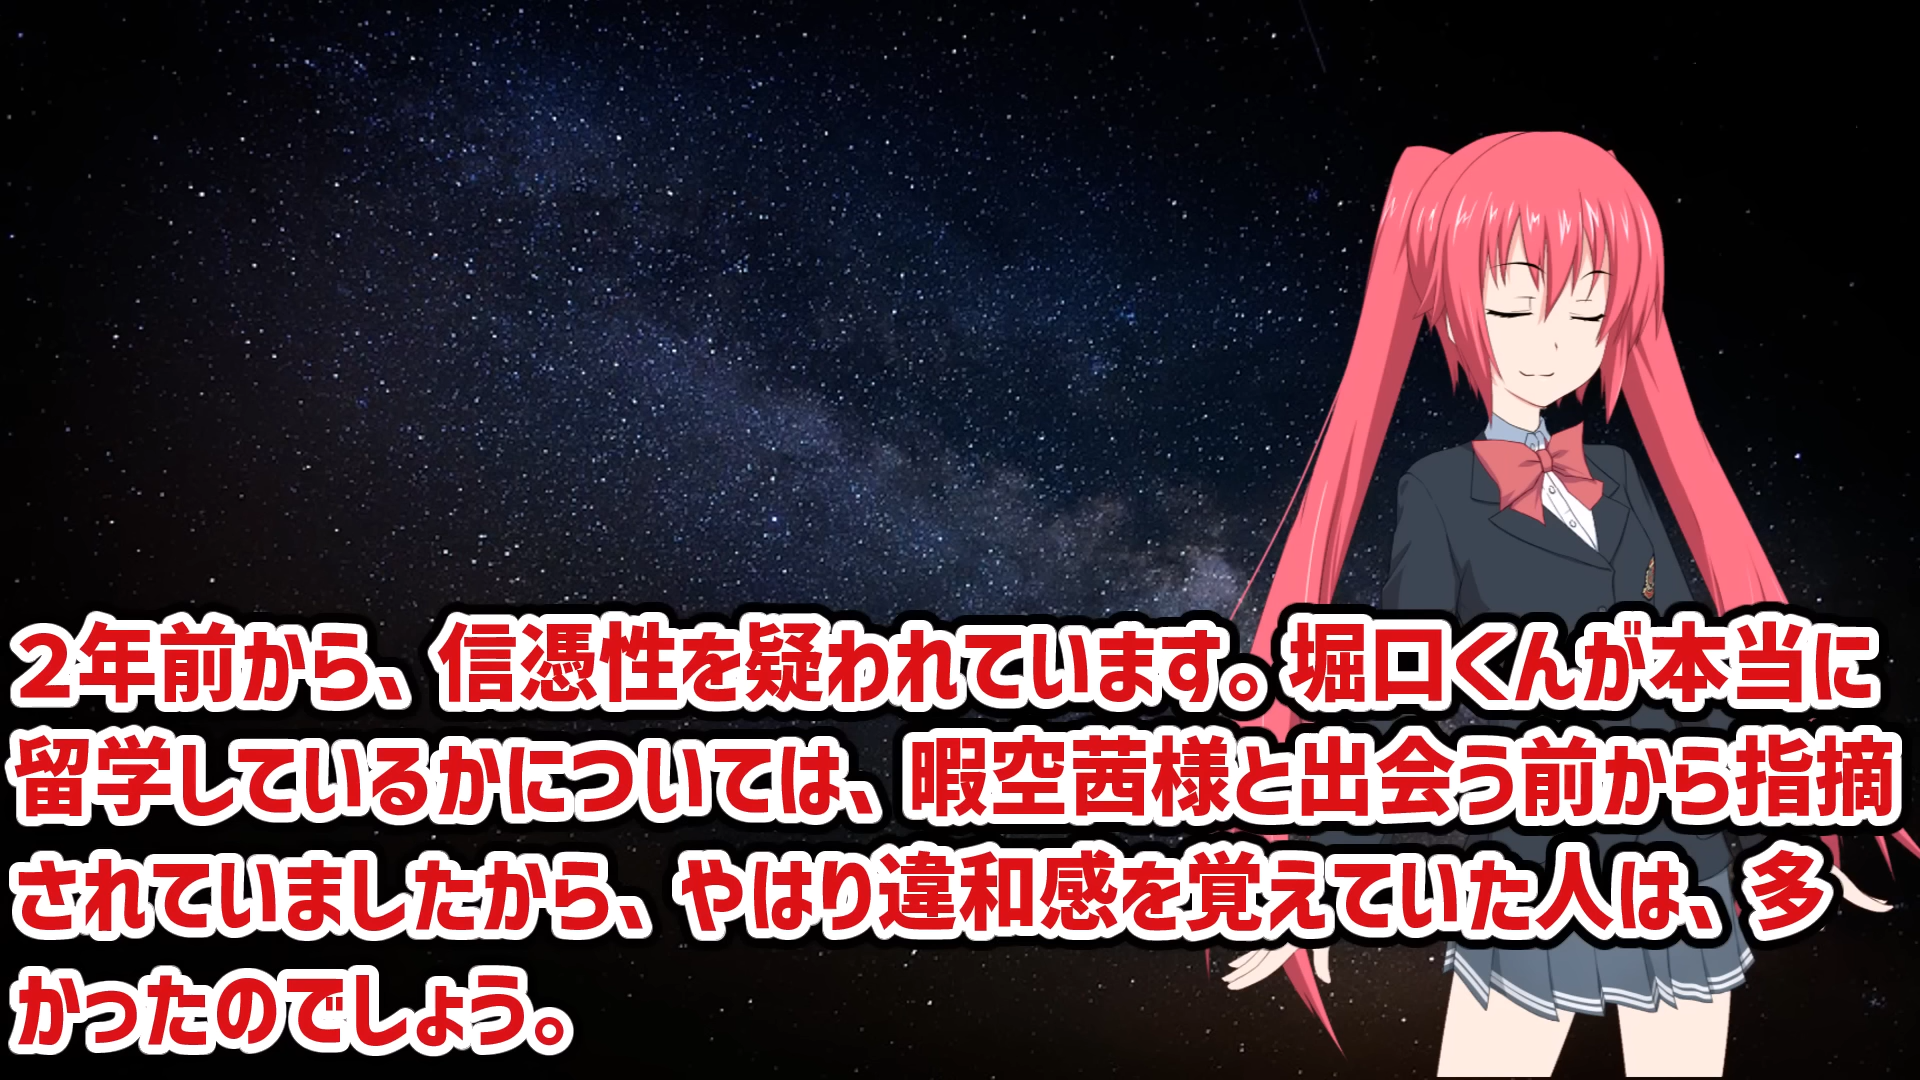 ２年前から、信憑性を疑われています。堀口くんが本当に
留学しているかについては、暇空茜様と出会う前から指摘
されていましたから、やはり違和感を覚えていた人は、多
かったのでしょう。